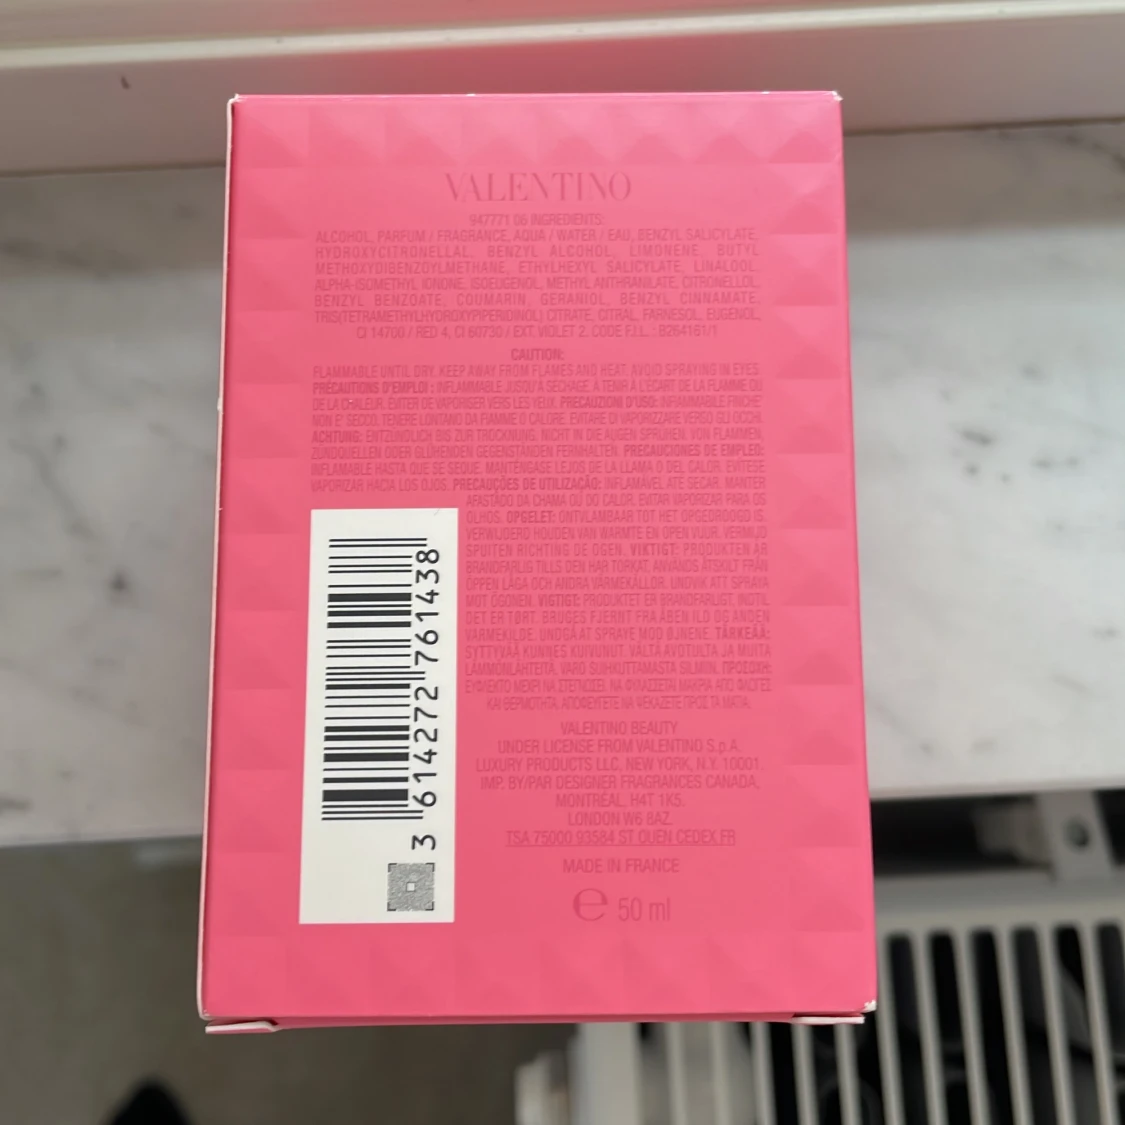 VALENTINO
947771 06 INGREDIENTS:
ALCOHOL, PARFUM / FRAGRANCE, AQUA / WATER / EAU, BENZYL SALICYLATE,
HYDROXYCITRONELLAL, BENZYL ALCOHOL, LIMONENE, BUTYL
METHOXYDIBENZOYLMETHANE, ETHYLHEXYL SALICYLATE, LINALOOL,
ALPHA-ISOMETHYL IONONE, ISOEUGENOL, METHYL ANTHRANILATE, CITRONELLOL,
BENZYL BENZOATE, COUMARIN, GERANIOL, BENZYL CINNAMATE,
TRIS(TETRAMETHYLHYDROXYPIPERIDINOL) CITRATE, CITRAL, FARNESOL, EUGENOL,
CI 14700 / RED 4, CI 60730 / EXT. VIOLET 2. CODE F.I.L. : B264161/1
CAUTION:
FLAMMABLE UNTIL DRY. KEEP AWAY FROM FLAMES AND HEAT. AVOID SPRAYING IN EYES.
PRÉCAUTIONS D'EMPLOI : INFLAMMABLE JUSQU'A SECHAGE. A TENIR À L'ÉCART DE LA FLAMME OU
DE LA CHALEUR. ÉVITER DE VAPORISER VERS LES YEUX. PRECAUZIONI D'USO: INFIAMMABILE FINCHE'
NON E' SECCO. TENERE LONTANO DA FIAMME O CALORE. EVITARE DI VAPORIZZARE VERSO GLI OCCHI.
ACHTUNG: ENTZÜNDLICH BIS ZUR TROCKNUNG. NICHT IN DIE AUGEN SPRÜHEN. VON FLAMMEN,
ZÜNDQUELLEN ODER GLÜHENDEN GEGENSTÄNDEN FERNHALTEN. PRECAUCIONES DE EMPLEO:
INFLAMABLE HASTA QUE SE SEQUE. MANTÉNGASE LEJOS DE LA LLAMA O DEL CALOR. EVÍTESE
VAPORIZAR HACIA LOS OJOS. PRECAUÇÕES DE UTILIZAÇÃO: INFLAMÁVEL ATÉ SECAR. MANTER
AFASTADO DA CHAMA OU DO CALOR. EVITAR VAPORIZAR PARA OS
OLHOS. OPGELET: ONTVLAMBAAR TOT HET OPGEDROOGD IS.
VERWIJDERD HOUDEN VAN WARMTE EN OPEN VUUR. VERMIJD
SPUITEN RICHTING DE OGEN. VIKTIGT: PRODUKTEN ÄR
BRANDFARLIG TILLS DEN HAR TORKAT. ANVÄNDS ÅTSKILT FRÅN
ÖPPEN LÅGA OCH ANDRA VÄRMEKÄLLOR. UNDVIK ATT SPRAYA
MOT ÖGONEN. VIGTIGT: PRODUKTET ER BRANDFARLIGT, INDTIL
DET ER TØRT. BRUGES FJERNT FRA ÅBEN ILD OG ANDEN
VARMEKILDE. UNDGÅ AT SPRAYE MOD ØJNENE. TÄRKEÄÄ:
SYTTYVÄÄ KUNNES KUIVUNUT. VÄLTÄ AVOTULTA JA MUITA
LÄMMÖNLÄHTEITÄ. VARO SUIHKUTTAMASTA SILMIIN. ΠΡΟΣΟΧΗ:
ΕΥΦΛΕΚΤΟ ΜΕΧΡΙ ΝΑ ΣΤΕΓΝΩΣΕΙ. ΝΑ ΦΥΛΑΣΣΕΤΑΙ ΜΑΚΡΙΑ ΑΠΟ ΦΛΟΓΕΣ
ΚΑΙ ΘΕΡΜΟΤΗΤΑ. ΑΠΟΦΕΥΓΕΤΕ ΝΑ ΨΕΚΑΖΕΤΕ ΠΡΟΣ ΤΑ ΜΑΤΙΑ.
VALENTINO BEAUTY
UNDER LICENSE FROM VALENTINO S.p.A.
LUXURY PRODUCTS LLC, NEW YORK, N.Y. 10001.
IMP. BY/PAR DESIGNER FRAGRANCES CANADA,
MONTRÉAL, H4T 1K5.
LONDON W6 8AZ.
TSA 75000 93584 ST OUEN CEDEX FR
MADE IN FRANCE
℮ 50 ml
3 614272 761438